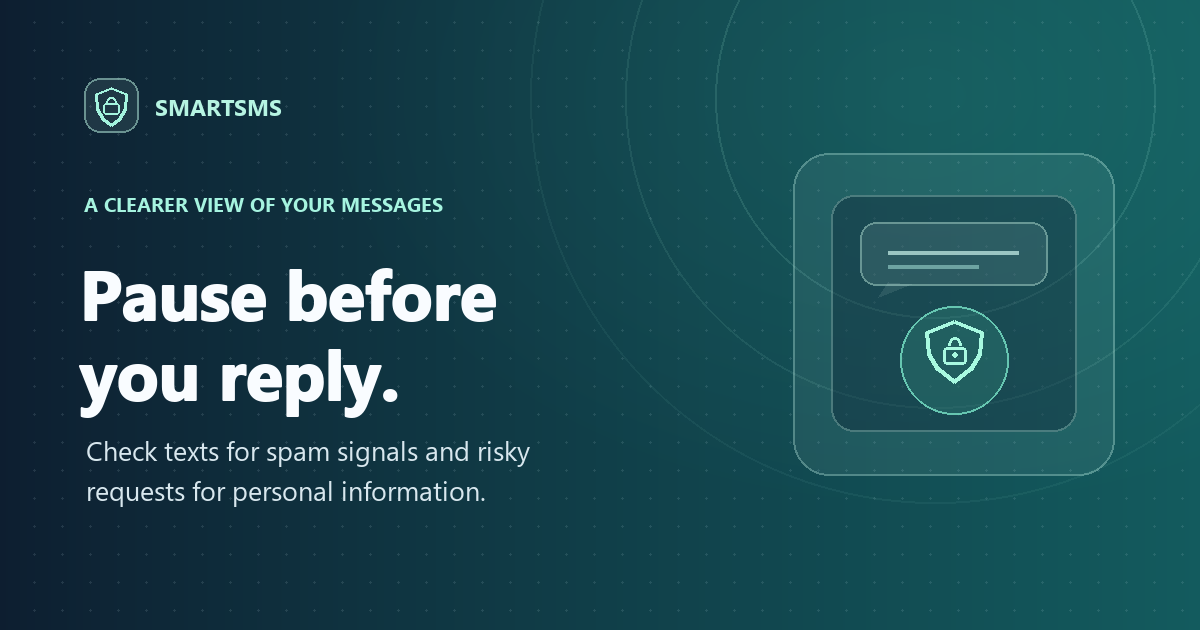 SMARTSMS
A CLEARER VIEW OF YOUR MESSAGES
Pause before
you reply.
Check texts for spam signals and risky
requests for personal information.